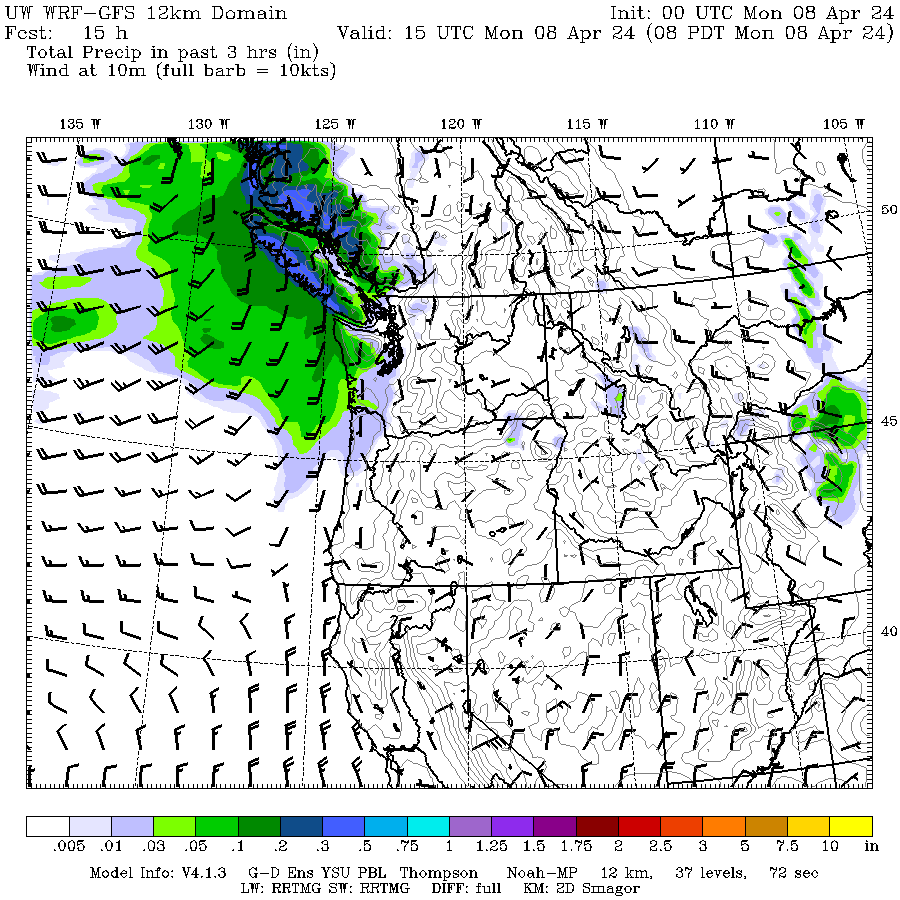 UW WRF-GFS 12km Domain Init: 00 UTC Mon 08 Apr 24
Fcst: 15 h Valid: 15 UTC Mon 08 Apr 24 (08 PDT Mon 08 Apr 24)
Total Precip in past 3 hrs (in)
Wind at 10m (full barb = 10kts)
135 W 130 W 125 W 120 W 115 W 110 W 105 W
50
45
40
.005 .01 .03 .05 .1 .2 .3 .5 .75 1 1.25 1.5 1.75 2 2.5 3 5 7.5 10 in
Model Info: V4.1.3 G-D Ens YSU PBL Thompson Noah-MP 12 km, 37 levels, 72 sec
LW: RRTMG SW: RRTMG DIFF: full KM: 2D Smagor